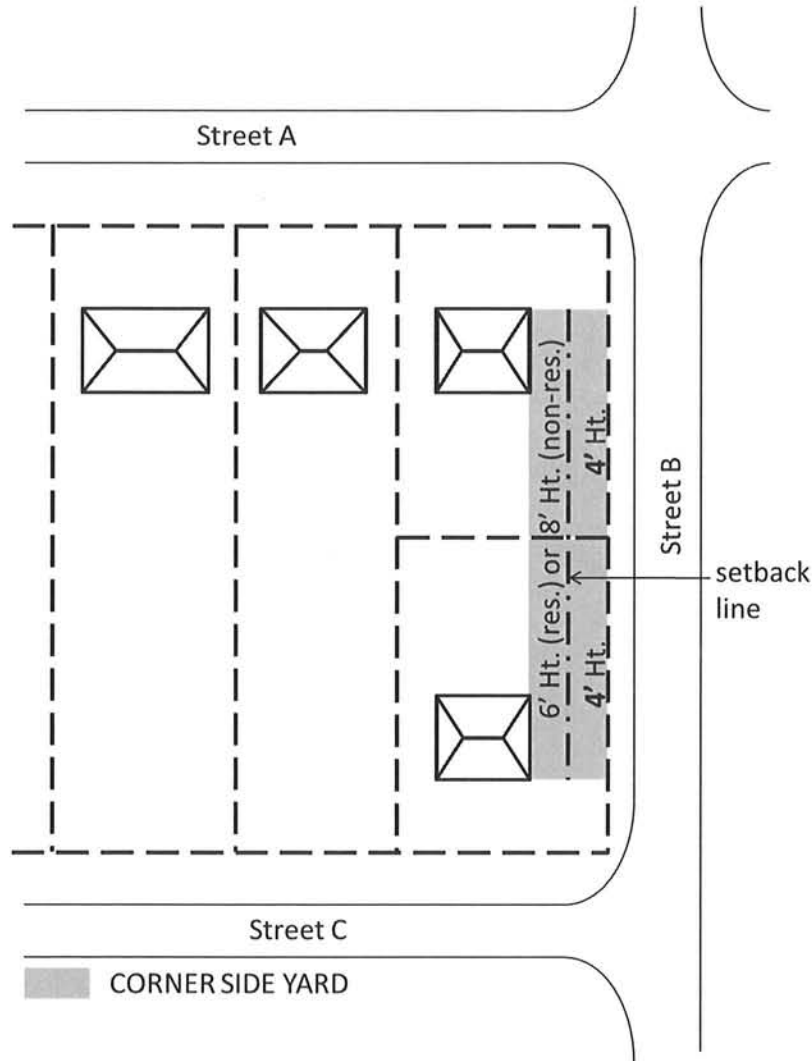 Street A
6' Ht. (res.) or 8' Ht. (non-res.)
4' Ht.
4' Ht.
Street B
setback
line
Street C
CORNER SIDE YARD